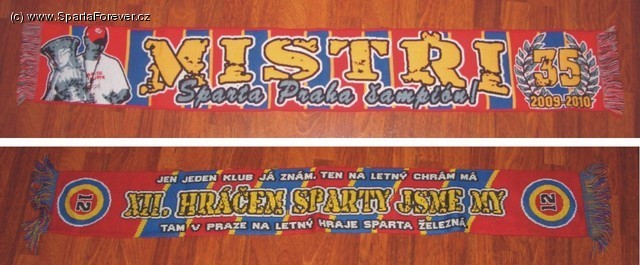 (c) www.SpartaForever.cz
MISTŘI
Sparta Praha šampión!
35
2009-2010
JEN JEDEN KLUB JÁ ZNÁM, TEN NA LETNÝ CHRÁM MÁ
12
XII. HRÁČEM SPARTY JSME MY
12
TAM V PRAZE NA LETNÝ HRAJE SPARTA ŽELEZNÁ